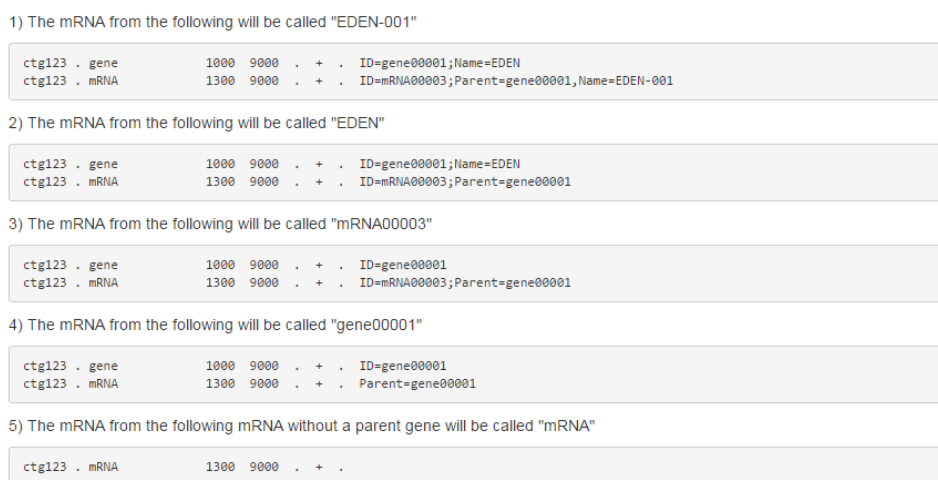 1) The mRNA from the following will be called "EDEN-001"
ctg123 . gene 1000 9000 . + . ID=gene00001;Name=EDEN
ctg123 . mRNA 1300 9000 . + . ID=mRNA00003;Parent=gene00001,Name=EDEN-001
2) The mRNA from the following will be called "EDEN"
ctg123 . gene 1000 9000 . + . ID=gene00001;Name=EDEN
ctg123 . mRNA 1300 9000 . + . ID=mRNA00003;Parent=gene00001
3) The mRNA from the following will be called "mRNA00003"
ctg123 . gene 1000 9000 . + . ID=gene00001
ctg123 . mRNA 1300 9000 . + . ID=mRNA00003;Parent=gene00001
4) The mRNA from the following will be called "gene00001"
ctg123 . gene 1000 9000 . + . ID=gene00001
ctg123 . mRNA 1300 9000 . + . Parent=gene00001
5) The mRNA from the following mRNA without a parent gene will be called "mRNA"
ctg123 . mRNA 1300 9000 . + .